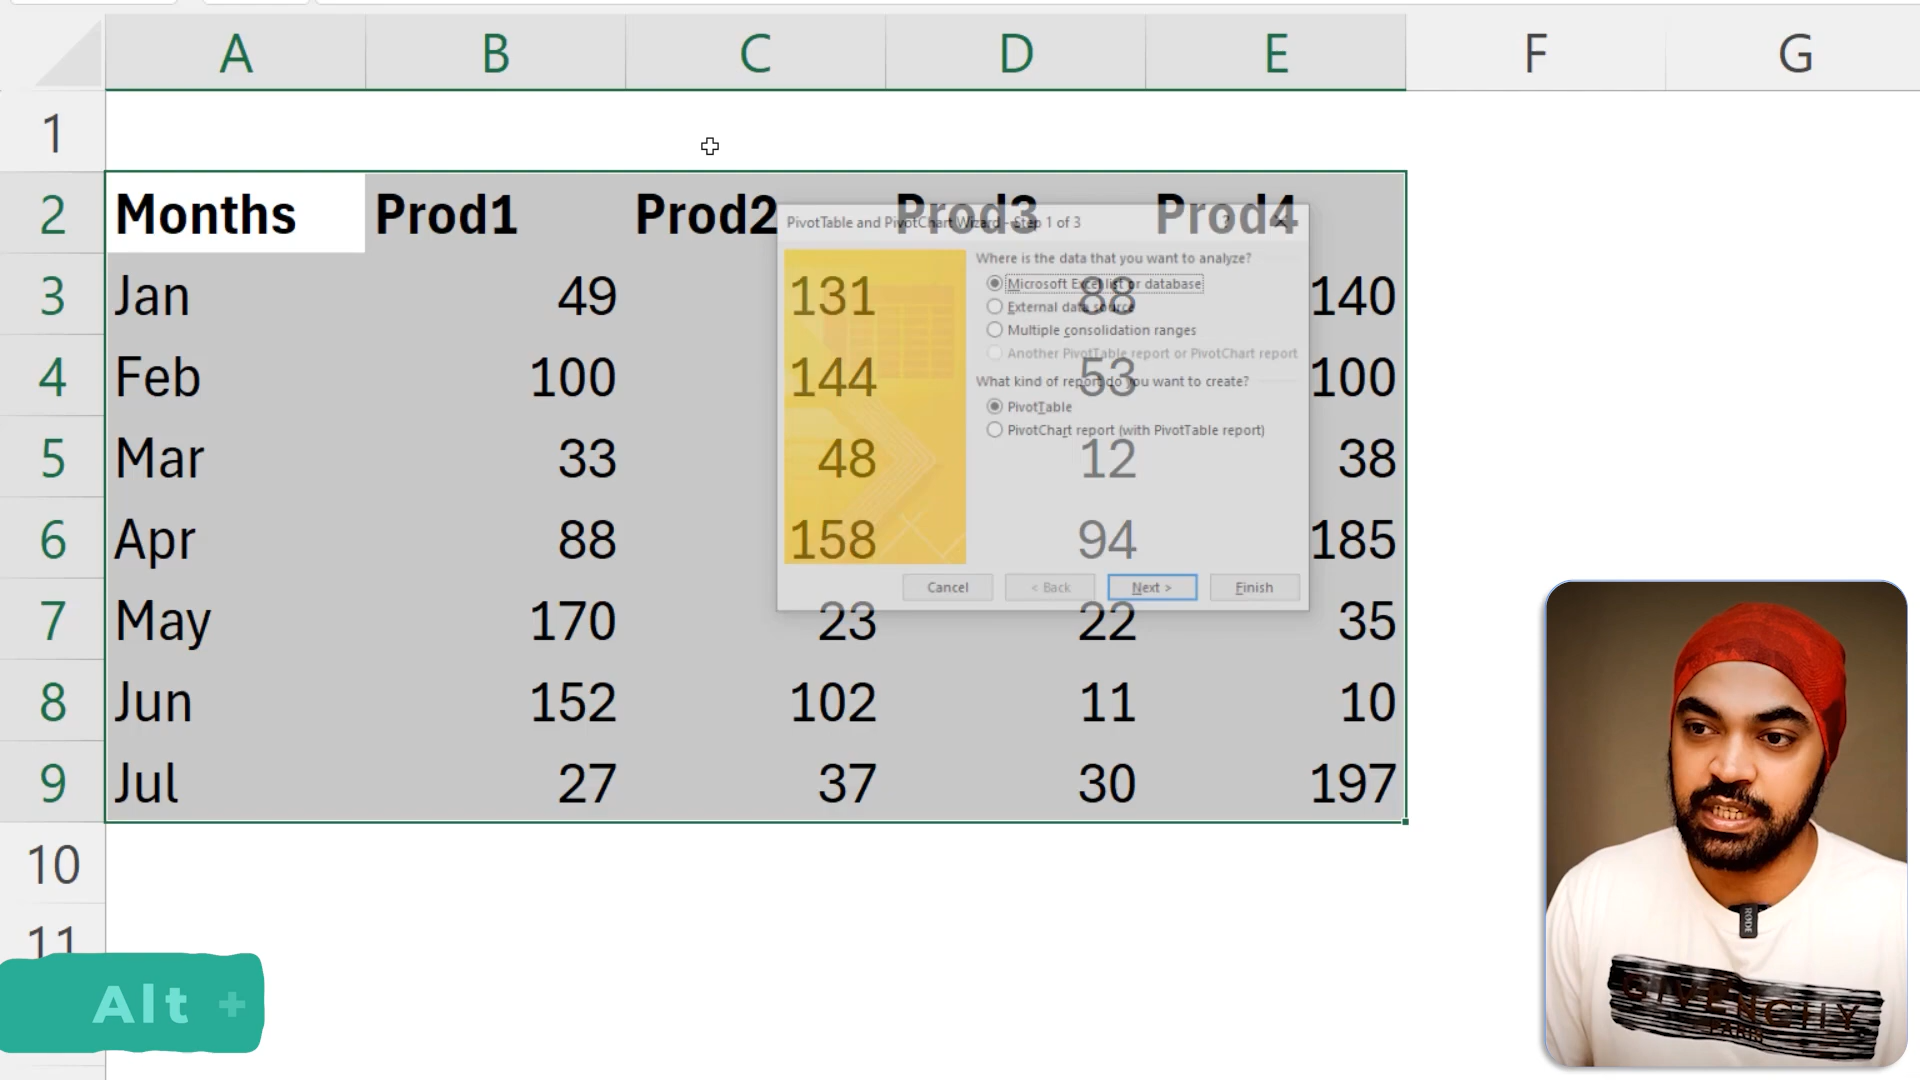 A B C D E F G
1
2 Months Prod1 Prod2 Prod3 Prod4
PivotTable and PivotChart Wizard - Step 1 of 3 ?
Where is the data that you want to analyze?
3 Jan 49 131 88 140
Microsoft Excel list or database
External data source
Multiple consolidation ranges
Another PivotTable report or PivotChart report
4 Feb 100 144 53 100
What kind of report do you want to create?
PivotTable
PivotChart report (with PivotTable report)
5 Mar 33 48 12 38
6 Apr 88 158 94 185
Cancel < Back Next > Finish
7 May 170 23 22 35
8 Jun 152 102 11 10
9 Jul 27 37 30 197
10
11
Alt +
RODE
GIVENCHY
PARIS